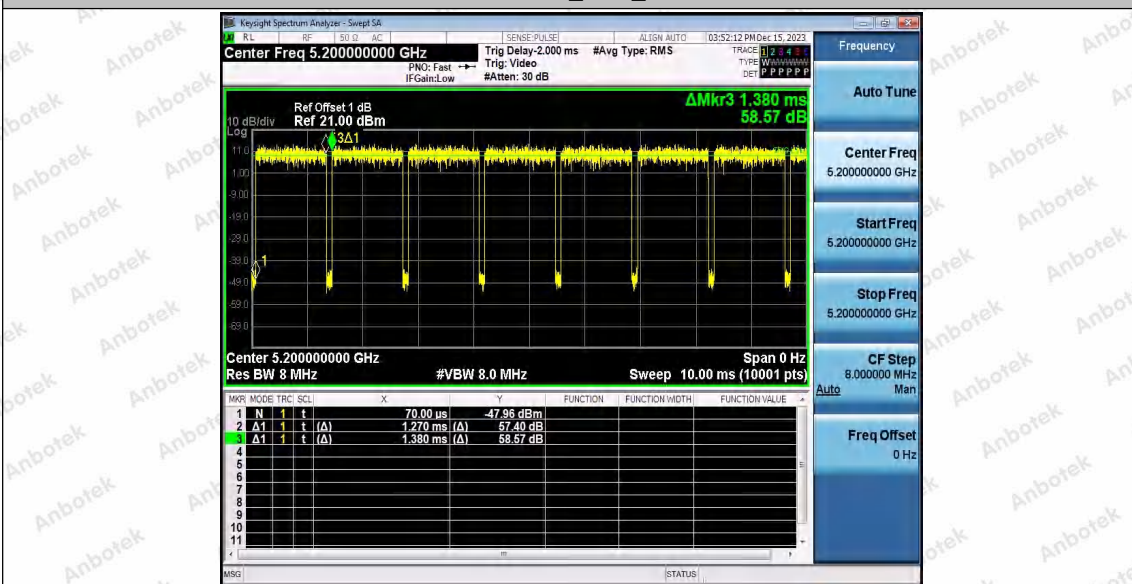 Keysight Spectrum Analyzer - Swept SA
RL RF 50 Ω AC SENSE:PULSE ALIGN AUTO 03:52:12 PM Dec 15, 2023
Center Freq 5.200000000 GHz
PNO: Fast
IFGain:Low
Trig Delay-2.000 ms
Trig: Video
#Atten: 30 dB
#Avg Type: RMS
TRACE 1 2 3 4 5 6
TYPE
DET P P P P P P
Frequency
Ref Offset 1 dB
10 dB/div Ref 21.00 dBm
Log
ΔMkr3 1.380 ms
58.57 dB
3Δ1
11.0
1.00
-9.00
-19.0
-29.0
-39.0
1
-49.0
-59.0
-69.0
Center 5.200000000 GHz Span 0 Hz
Res BW 8 MHz #VBW 8.0 MHz Sweep 10.00 ms (10001 pts)
MKR MODE TRC SCL X Y FUNCTION FUNCTION WIDTH FUNCTION VALUE
1 N 1 t 70.00 µs -47.96 dBm
2 Δ1 1 t (Δ) 1.270 ms (Δ) 57.40 dB
3 Δ1 1 t (Δ) 1.380 ms (Δ) 58.57 dB
4
5
6
7
8
9
10
11
MSG STATUS
Auto Tune
Center Freq
5.200000000 GHz
Start Freq
5.200000000 GHz
Stop Freq
5.200000000 GHz
CF Step
8.000000 MHz
Auto Man
Freq Offset
0 Hz
Anbotek